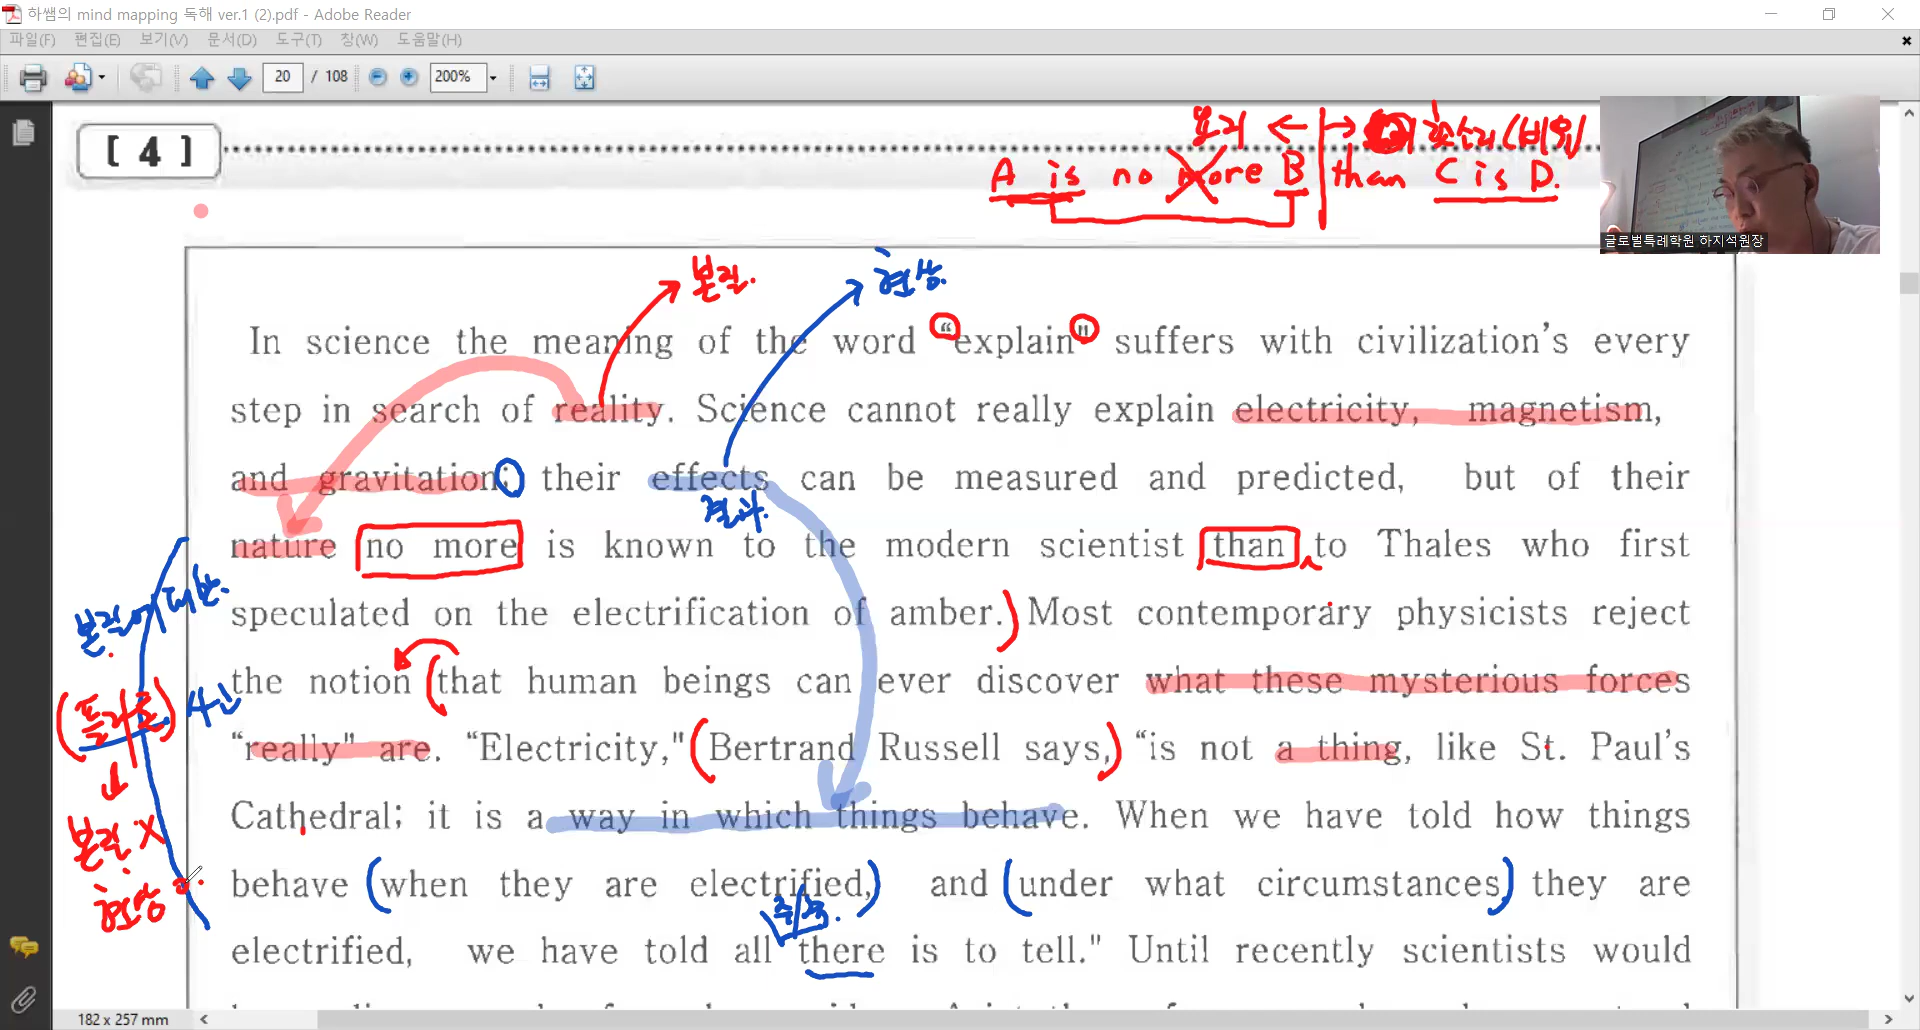 하쌤의 mind mapping 독해 ver.1 (2).pdf - Adobe Reader
파일(F) 편집(E) 보기(V) 문서(D) 도구(T) 창(W) 도움말(H)
20 / 108 200%
[ 4 ]
A is no more B than C is D.
글로벌특례학원 하지석원장
본질.
현상.
In science the meaning of the word “explain" suffers with civilization’s every
step in search of reality. Science cannot really explain electricity, magnetism,
and gravitation; their effects can be measured and predicted, but of their
결과.
nature no more is known to the modern scientist than to Thales who first
speculated on the electrification of amber. Most contemporary physicists reject
본질에 대한
the notion that human beings can ever discover what these mysterious forces
(플라톤)
“really" are. “Electricity," Bertrand Russell says, “is not a thing, like St. Paul’s
Cathedral; it is a way in which things behave. When we have told how things
본질 X
behave when they are electrified, and under what circumstances they are
현상
electrified, we have told all there is to tell." Until recently scientists would
182 x 257 mm